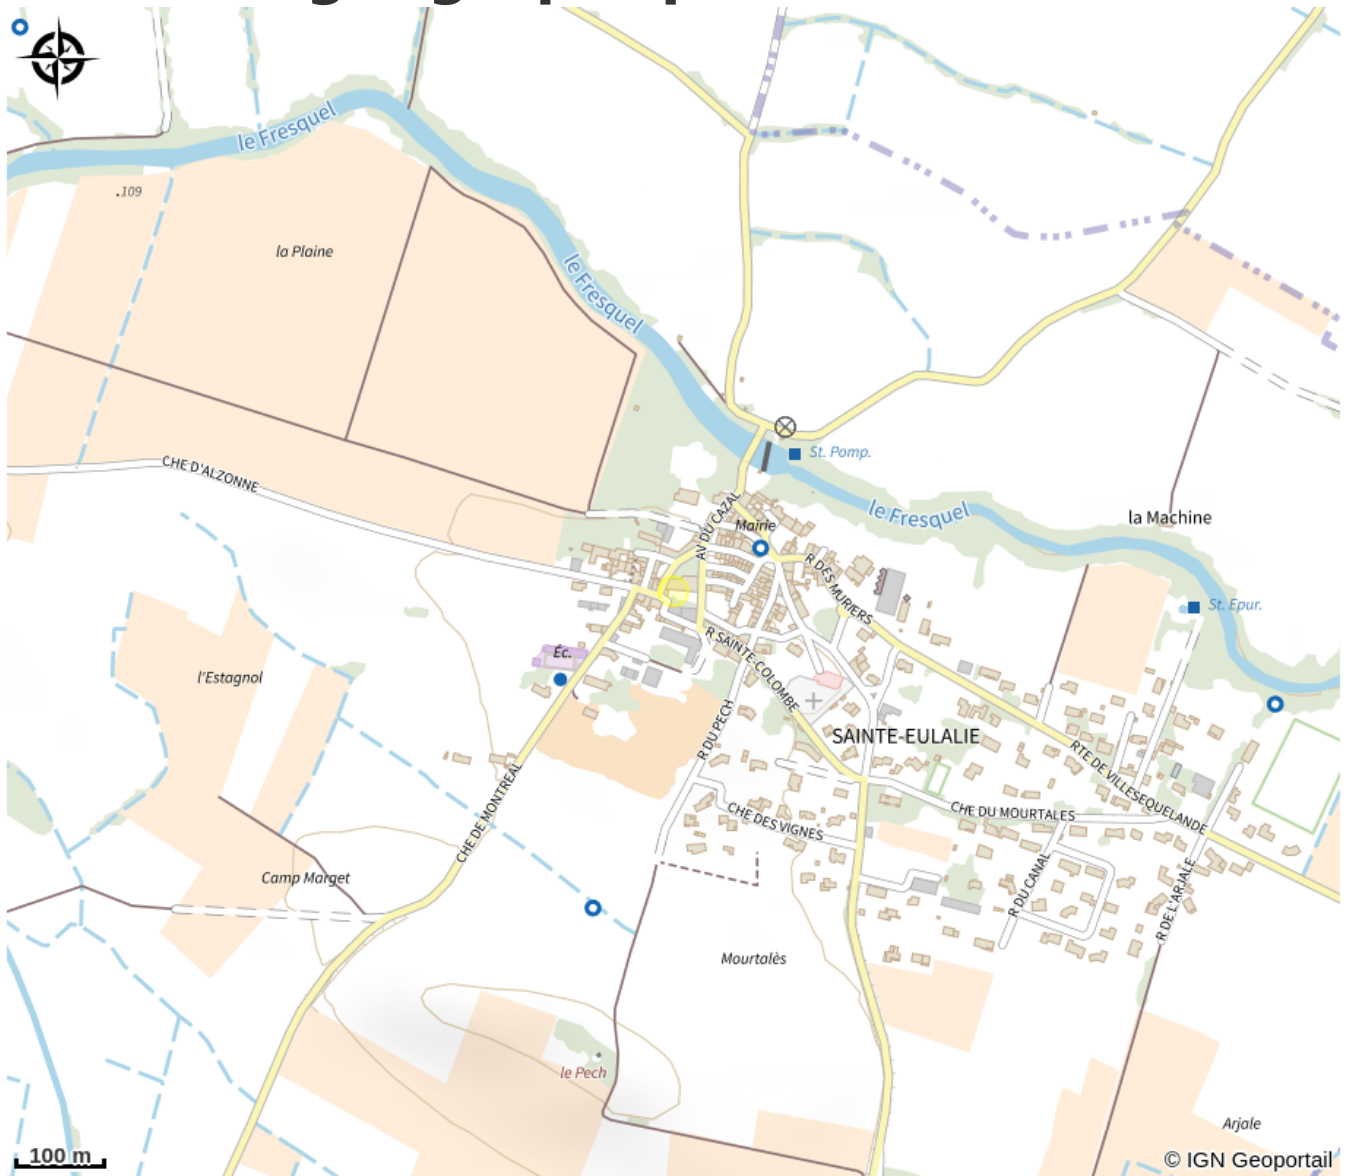 le Fresquel
.109
la Plaine
le Fresquel
CHE D'ALZONNE
St. Pomp.
le Fresquel
la Machine
AV DU CAZAL
Mairie
R DES MURIERS
St. Epur.
Éc.
R SAINTE-COLOMBE
l'Estagnol
R DU PECH
SAINTE-EULALIE
RTE DE VILLESEQUELANDE
CHE DE MONTREAL
CHE DES VIGNES
CHE DU MOURTALES
Camp Marget
R DU CANAL
R DE L'ARJALE
Mourtalès
le Pech
Arjale
100 m
© IGN Geoportail